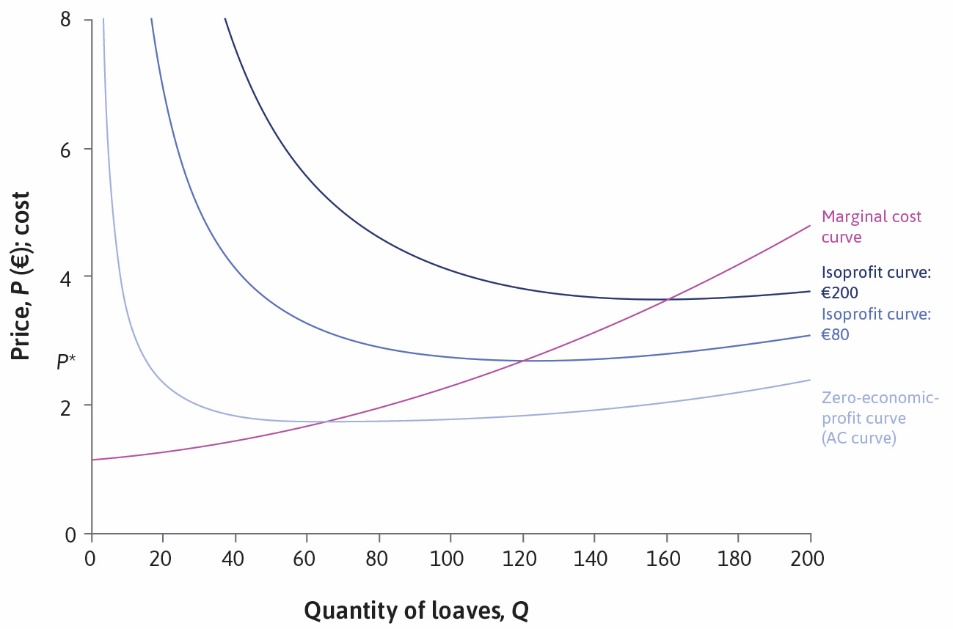 8
6
4
P*
2
0
Price, P (€); cost
0 20 40 60 80 100 120 140 160 180 200
Quantity of loaves, Q
Marginal cost
curve
Isoprofit curve:
€200
Isoprofit curve:
€80
Zero-economic-
profit curve
(AC curve)